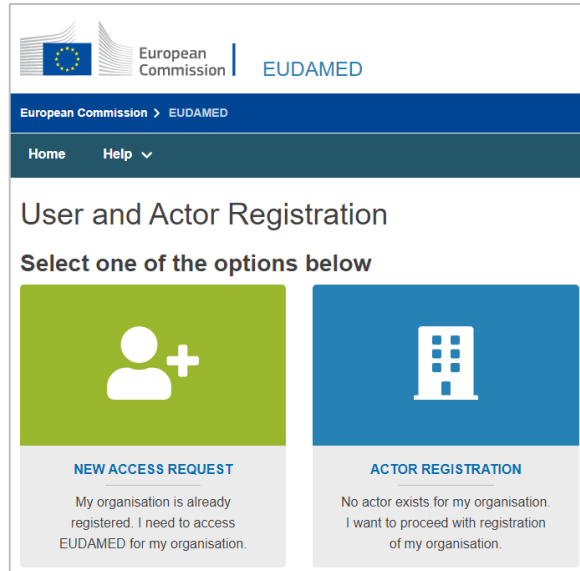 European
Commission
EUDAMED
European Commission > EUDAMED
Home Help
User and Actor Registration
Select one of the options below
NEW ACCESS REQUEST
My organisation is already
registered. I need to access
EUDAMED for my organisation.
ACTOR REGISTRATION
No actor exists for my organisation.
I want to proceed with registration
of my organisation.